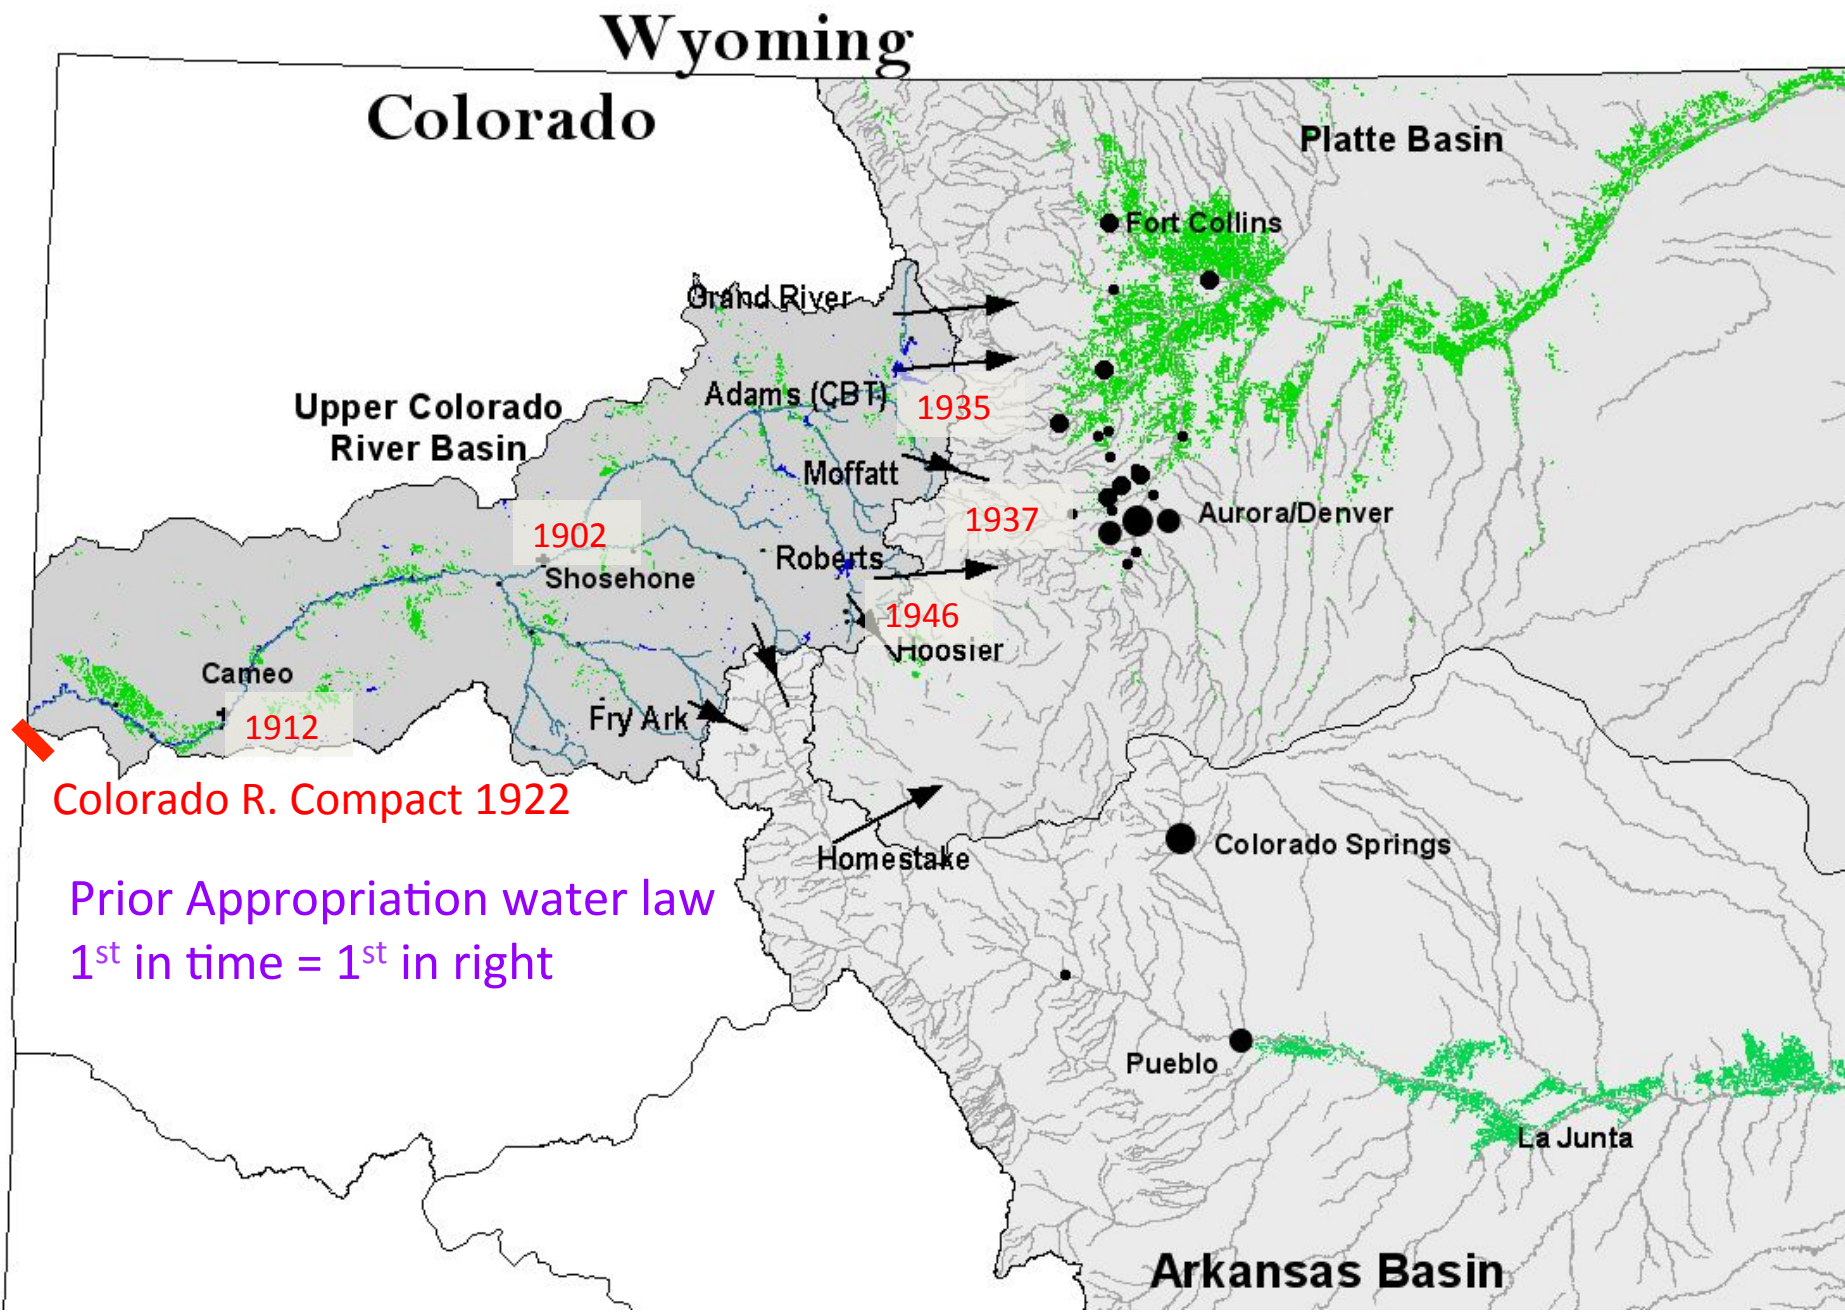 Wyoming
Colorado
Platte Basin
Fort Collins
Grand River
Adams (CBT)
1935
Upper Colorado
River Basin
Moffatt
1902
1937
Aurora/Denver
Shosehone
Roberts
1946
Hoosier
Cameo
1912
Fry Ark
Colorado R. Compact 1922
Homestake
Colorado Springs
Prior Appropriation water law
1st in time = 1st in right
Pueblo
La Junta
Arkansas Basin